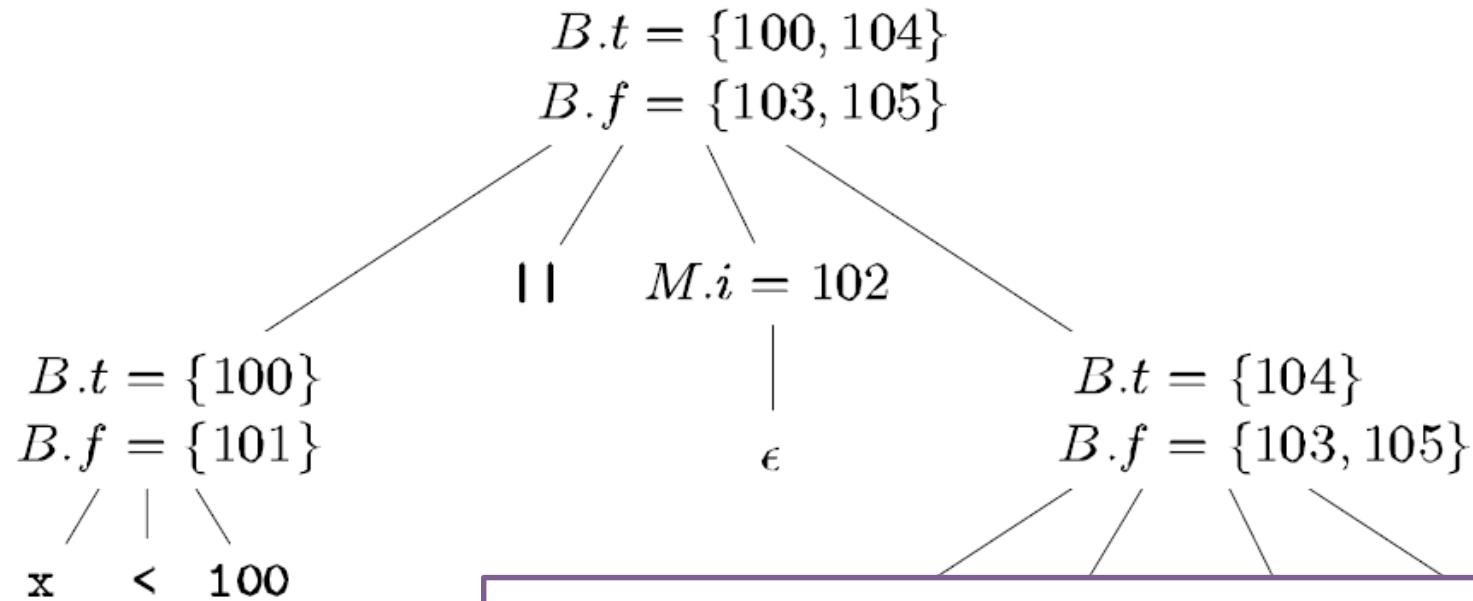 B.t = {100, 104}
B.f = {103, 105}
|| M.i = 102
B.t = {100}
B.f = {101}
ϵ
B.t = {104}
B.f = {103, 105}
x < 100